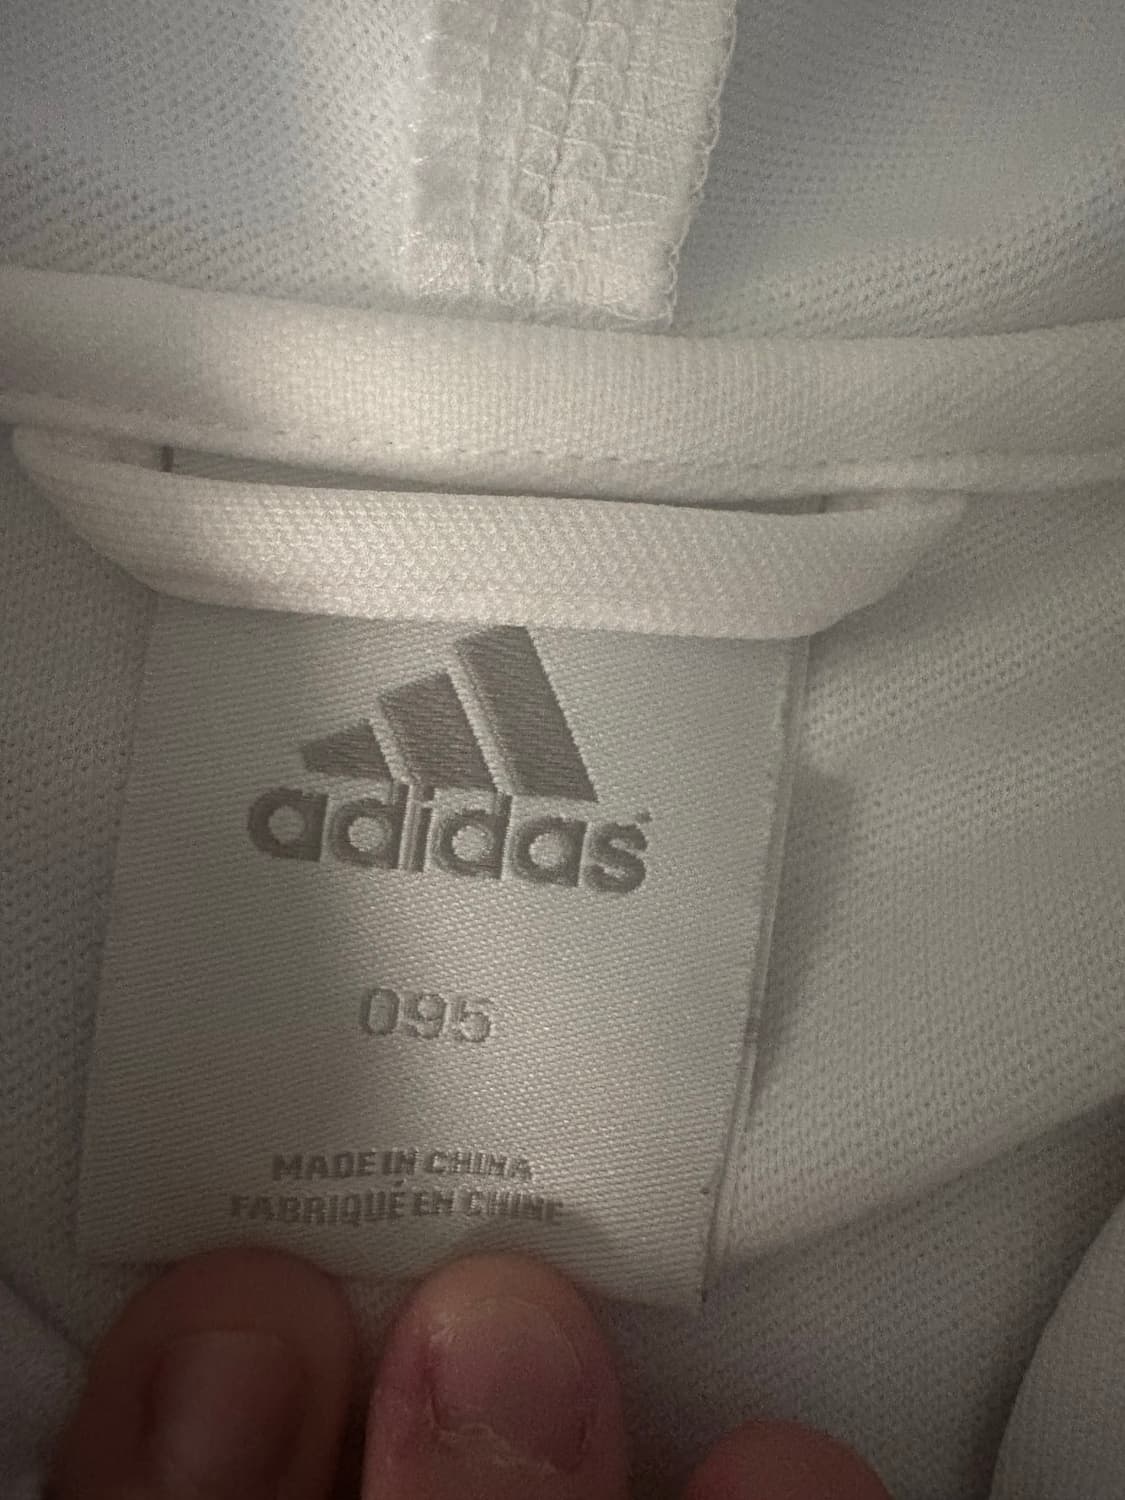 adidas
095
MADE IN CHINA
FABRIQUÉ EN CHINE